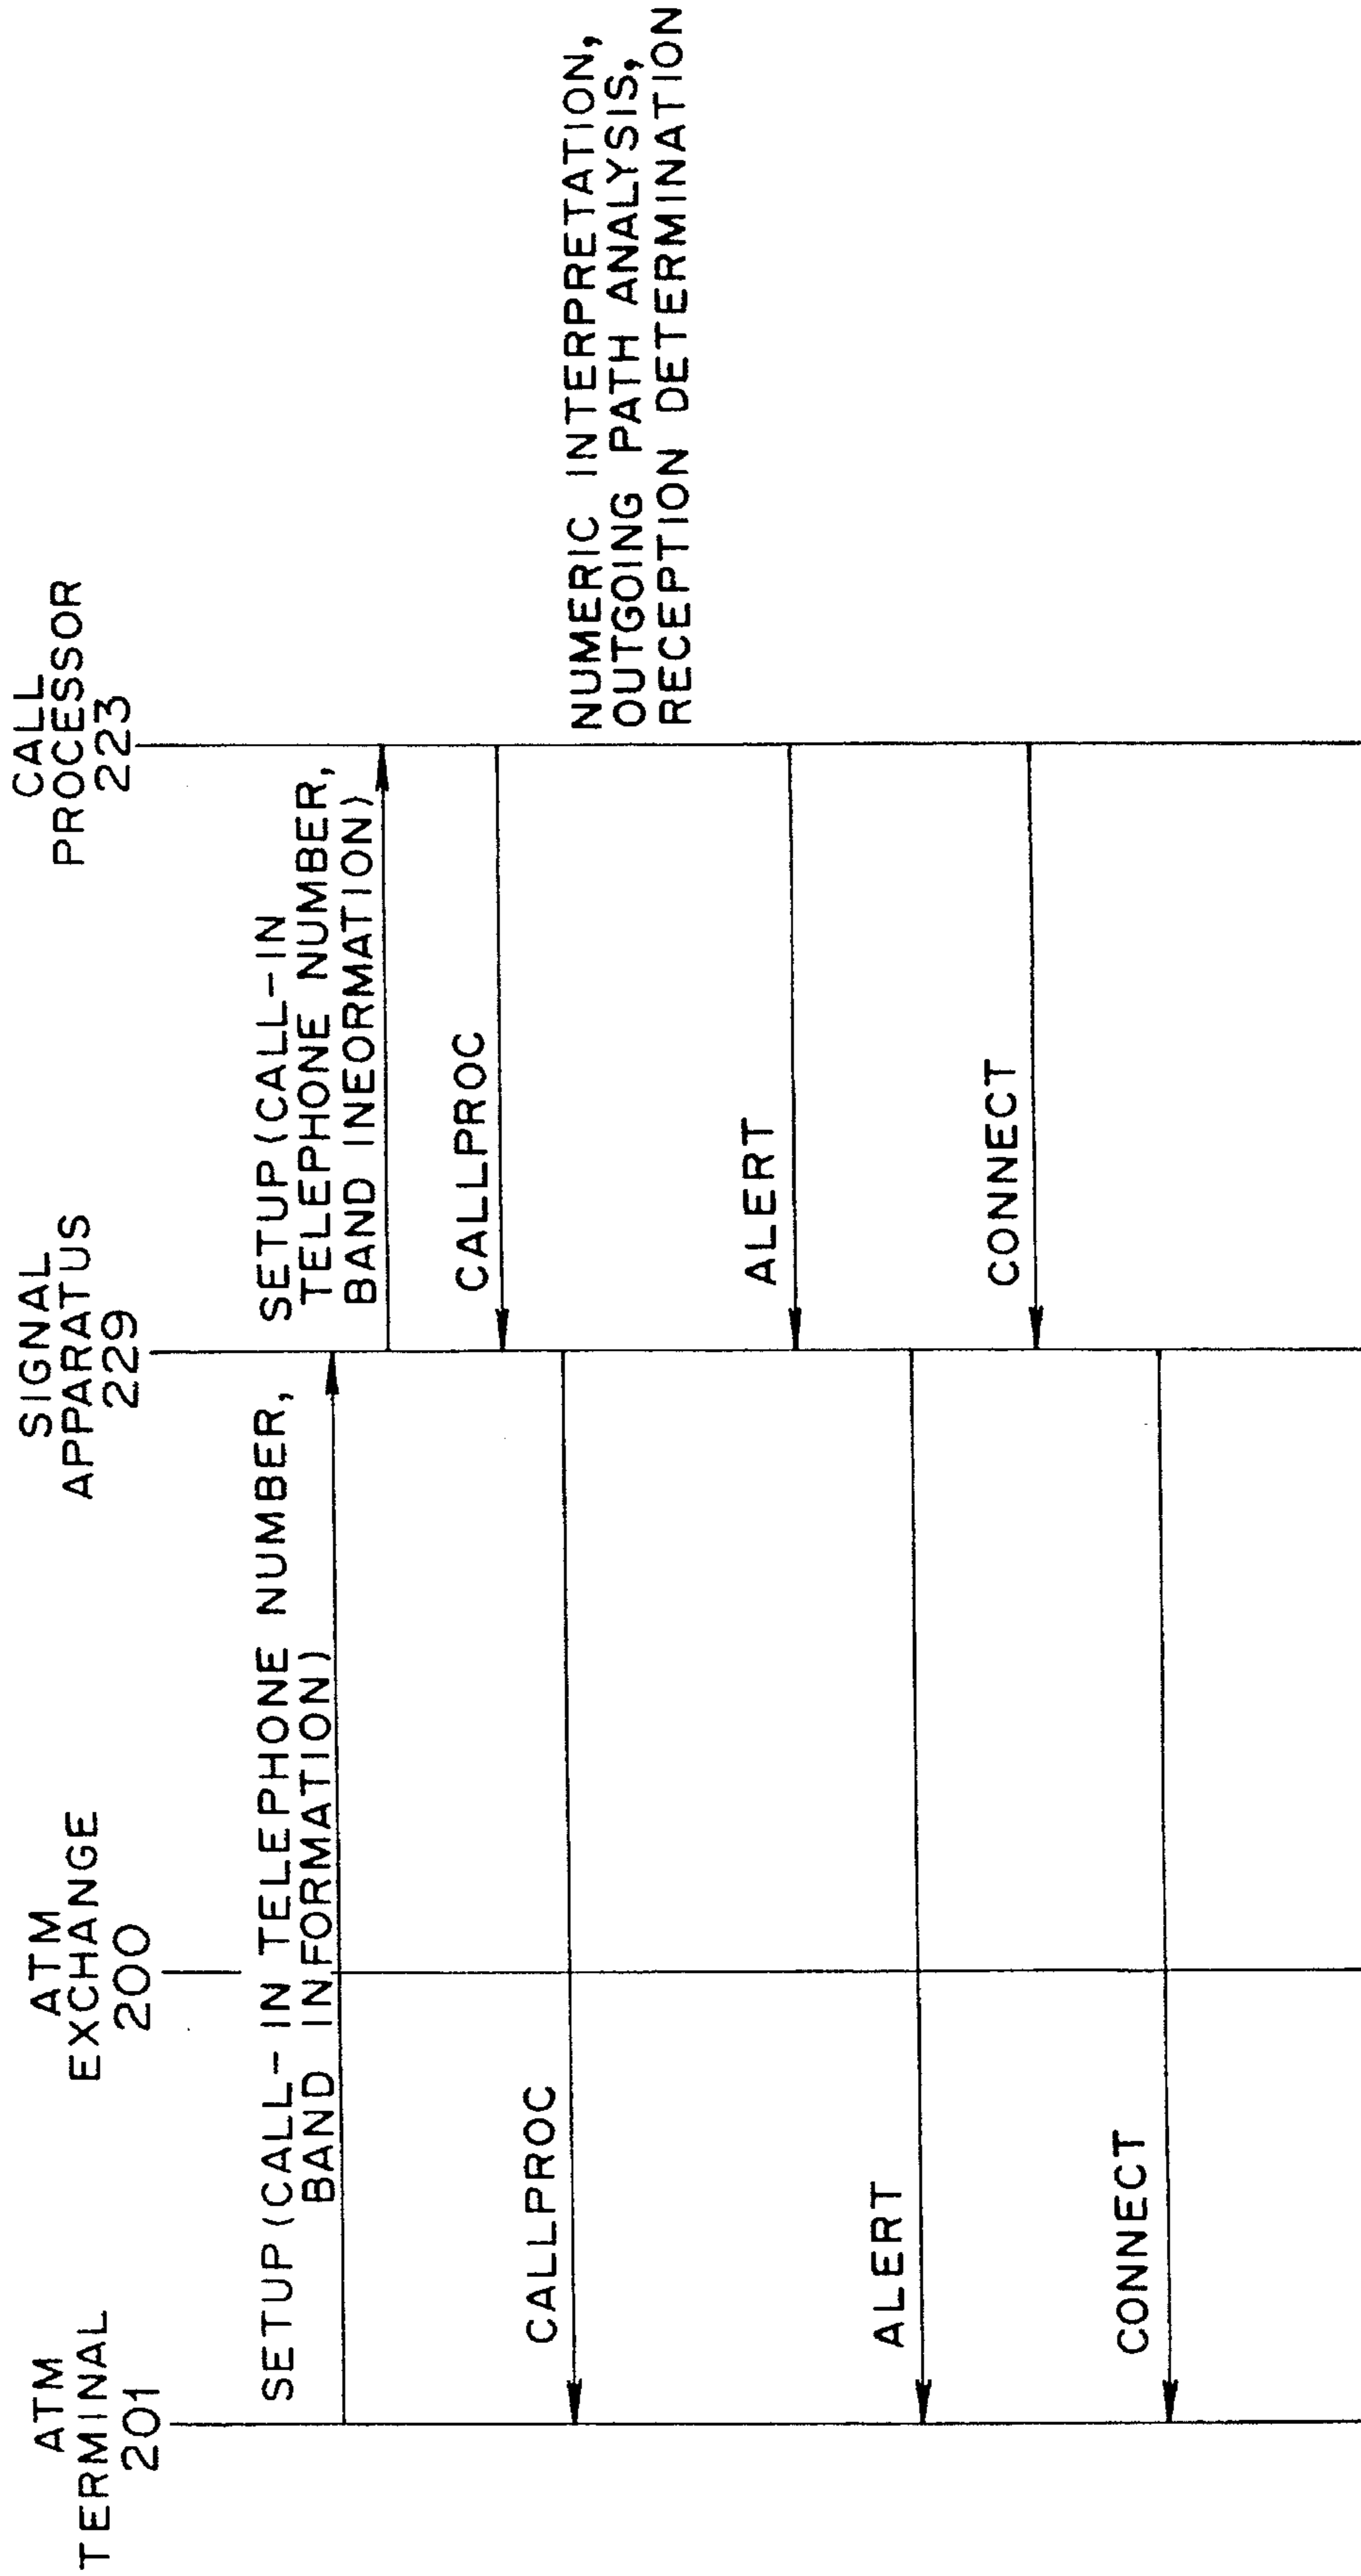 ATM
TERMINAL
201
ATM
EXCHANGE
200
SIGNAL
APPARATUS
229
CALL
PROCESSOR
223
SETUP (CALL-IN TELEPHONE NUMBER,
BAND INFORMATION)
SETUP (CALL-IN
TELEPHONE NUMBER,
BAND INEORMATION)
CALLPROC
CALLPROC
NUMERIC INTERPRETATION,
OUTGOING PATH ANALYSIS,
RECEPTION DETERMINATION
ALERT
ALERT
CONNECT
CONNECT